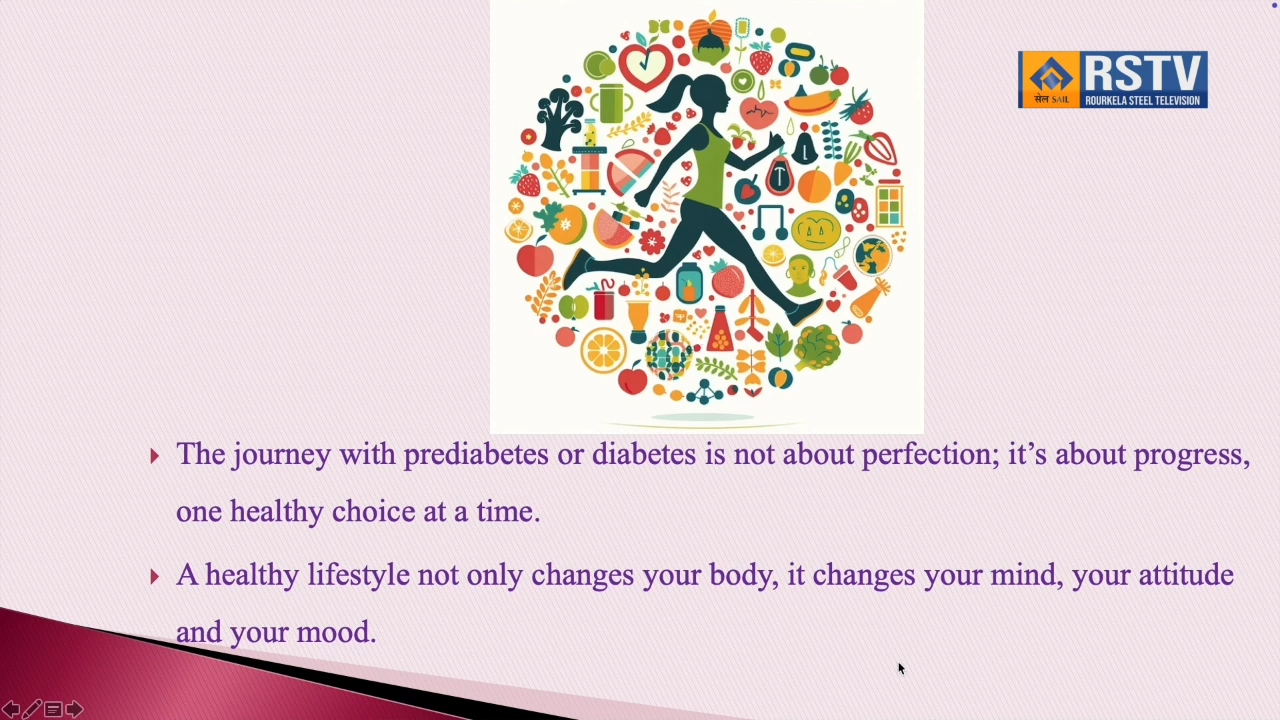 RSTV
सेल SAIL
ROURKELA STEEL TELEVISION
The journey with prediabetes or diabetes is not about perfection; it’s about progress,
one healthy choice at a time.
A healthy lifestyle not only changes your body, it changes your mind, your attitude
and your mood.